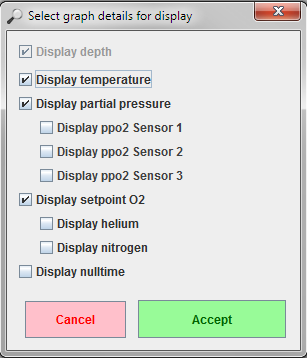 Select graph details for display
Display depth
Display temperature
Display partial pressure
Display ppo2 Sensor 1
Display ppo2 Sensor 2
Display ppo2 Sensor 3
Display setpoint O2
Display helium
Display nitrogen
Display nulltime
Cancel Accept